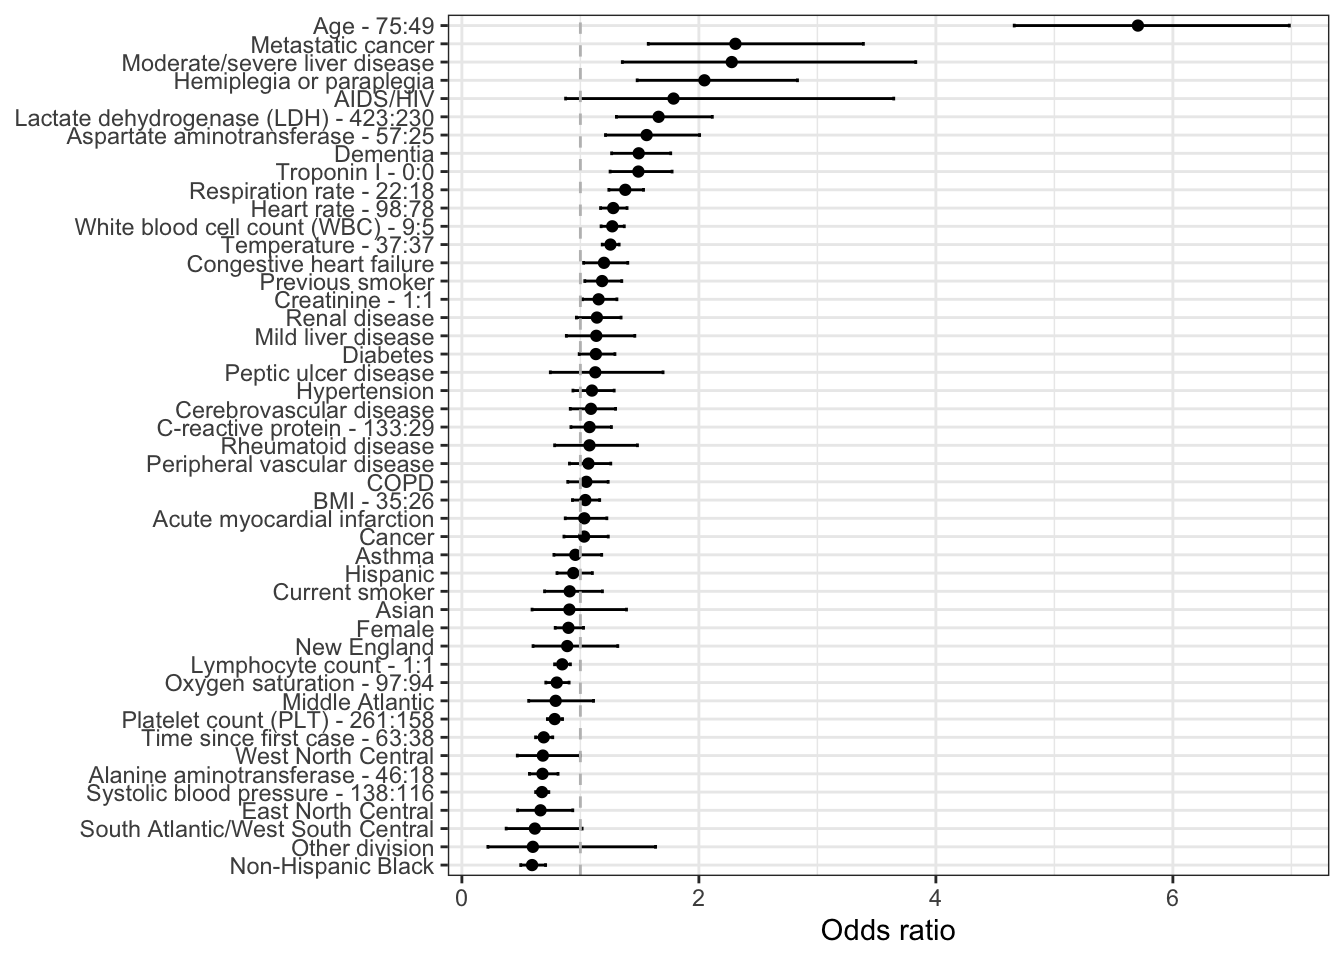 Age - 75:49
Metastatic cancer
Moderate/severe liver disease
Hemiplegia or paraplegia
AIDS/HIV
Lactate dehydrogenase (LDH) - 423:230
Aspartate aminotransferase - 57:25
Dementia
Troponin I - 0:0
Respiration rate - 22:18
Heart rate - 98:78
White blood cell count (WBC) - 9:5
Temperature - 37:37
Congestive heart failure
Previous smoker
Creatinine - 1:1
Renal disease
Mild liver disease
Diabetes
Peptic ulcer disease
Hypertension
Cerebrovascular disease
C-reactive protein - 133:29
Rheumatoid disease
Peripheral vascular disease
COPD
BMI - 35:26
Acute myocardial infarction
Cancer
Asthma
Hispanic
Current smoker
Asian
Female
New England
Lymphocyte count - 1:1
Oxygen saturation - 97:94
Middle Atlantic
Platelet count (PLT) - 261:158
Time since first case - 63:38
West North Central
Alanine aminotransferase - 46:18
Systolic blood pressure - 138:116
East North Central
South Atlantic/West South Central
Other division
Non-Hispanic Black
0 2 4 6
Odds ratio